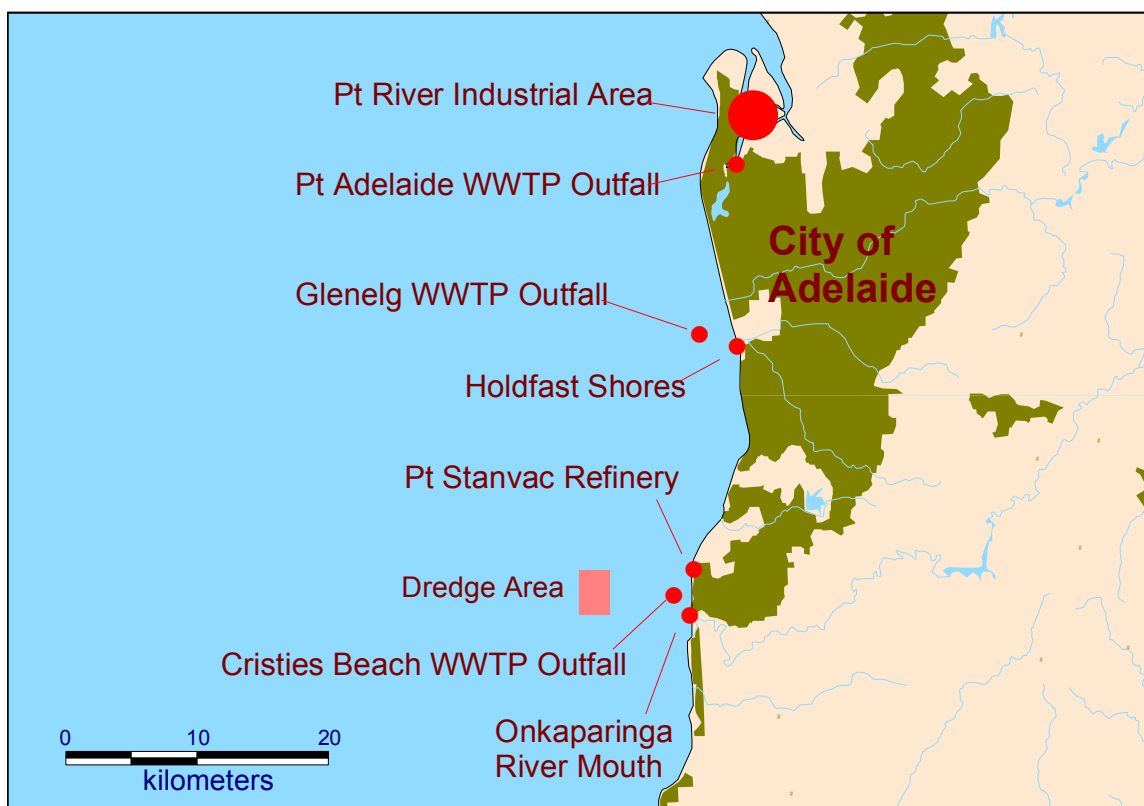 Pt River Industrial Area
Pt Adelaide WWTP Outfall
City of
Adelaide
Glenelg WWTP Outfall
Holdfast Shores
Pt Stanvac Refinery
Dredge Area
Cristies Beach WWTP Outfall
Onkaparinga
River Mouth
0 10 20
kilometers